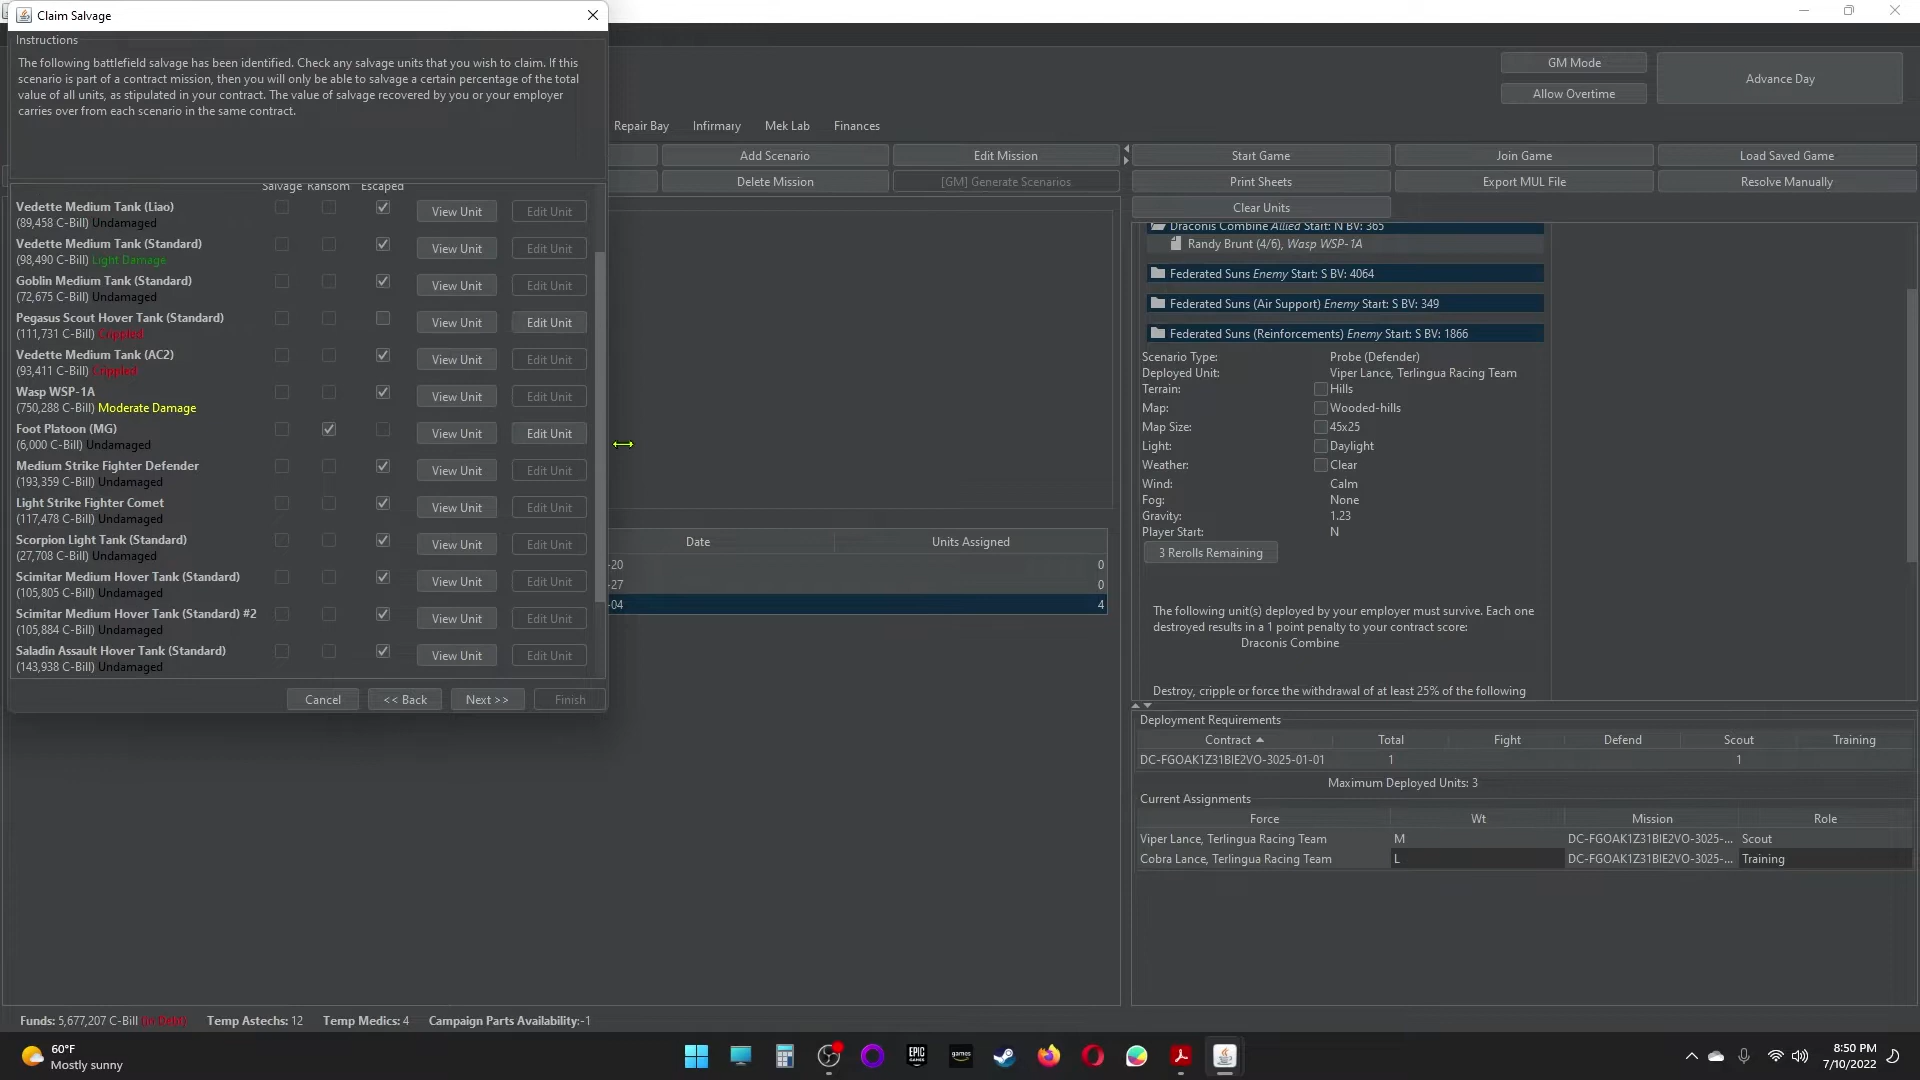 Claim Salvage
Instructions
The following battlefield salvage has been identified. Check any salvage units that you wish to claim. If this
scenario is part of a contract mission, then you will only be able to salvage a certain percentage of the total
value of all units, as stipulated in your contract. The value of salvage recovered by you or your employer
carries over from each scenario in the same contract.
Salvage Ransom Escaped
Vedette Medium Tank (Liao)
(89,458 C-Bill) Undamaged
View Unit
Edit Unit
Vedette Medium Tank (Standard)
(98,490 C-Bill) Light Damage
View Unit
Edit Unit
Goblin Medium Tank (Standard)
(72,675 C-Bill) Undamaged
View Unit
Edit Unit
Pegasus Scout Hover Tank (Standard)
(111,731 C-Bill) Crippled
View Unit
Edit Unit
Vedette Medium Tank (AC2)
(93,411 C-Bill) Crippled
View Unit
Edit Unit
Wasp WSP-1A
(750,288 C-Bill) Moderate Damage
View Unit
Edit Unit
Foot Platoon (MG)
(6,000 C-Bill) Undamaged
View Unit
Edit Unit
Medium Strike Fighter Defender
(193,359 C-Bill) Undamaged
View Unit
Edit Unit
Light Strike Fighter Comet
(117,478 C-Bill) Undamaged
View Unit
Edit Unit
Scorpion Light Tank (Standard)
(27,708 C-Bill) Undamaged
View Unit
Edit Unit
Scimitar Medium Hover Tank (Standard)
(105,805 C-Bill) Undamaged
View Unit
Edit Unit
Scimitar Medium Hover Tank (Standard) #2
(105,884 C-Bill) Undamaged
View Unit
Edit Unit
Saladin Assault Hover Tank (Standard)
(143,938 C-Bill) Undamaged
View Unit
Edit Unit
Cancel
<< Back
Next >>
Finish
GM Mode
Allow Overtime
Advance Day
Repair Bay Infirmary Mek Lab Finances
Add Scenario
Edit Mission
Delete Mission
[GM] Generate Scenarios
Date Units Assigned
-20 0
-27 0
-04 4
Start Game
Join Game
Load Saved Game
Print Sheets
Export MUL File
Resolve Manually
Clear Units
Draconis Combine Allied Start: N BV: 365
Randy Brunt (4/6), Wasp WSP-1A
Federated Suns Enemy Start: S BV: 4064
Federated Suns (Air Support) Enemy Start: S BV: 349
Federated Suns (Reinforcements) Enemy Start: S BV: 1866
Scenario Type: Probe (Defender)
Deployed Unit: Viper Lance, Terlingua Racing Team
Terrain: Hills
Map: Wooded-hills
Map Size: 45x25
Light: Daylight
Weather: Clear
Wind: Calm
Fog: None
Gravity: 1.23
Player Start: N
3 Rerolls Remaining
The following unit(s) deployed by your employer must survive. Each one
destroyed results in a 1 point penalty to your contract score:
Draconis Combine
Destroy, cripple or force the withdrawal of at least 25% of the following
Deployment Requirements
Contract Total Fight Defend Scout Training
DC-FGOAK1Z31BIE2VO-3025-01-01 1 1
Maximum Deployed Units: 3
Current Assignments
Force Wt Mission Role
Viper Lance, Terlingua Racing Team M DC-FGOAK1Z31BIE2VO-3025-... Scout
Cobra Lance, Terlingua Racing Team L DC-FGOAK1Z31BIE2VO-3025-... Training
Funds: 5,677,207 C-Bill (in Debt) Temp Astechs: 12 Temp Medics: 4 Campaign Parts Availability:-1
60°F
Mostly sunny
EPIC
GAMES
games
8:50 PM
7/10/2022